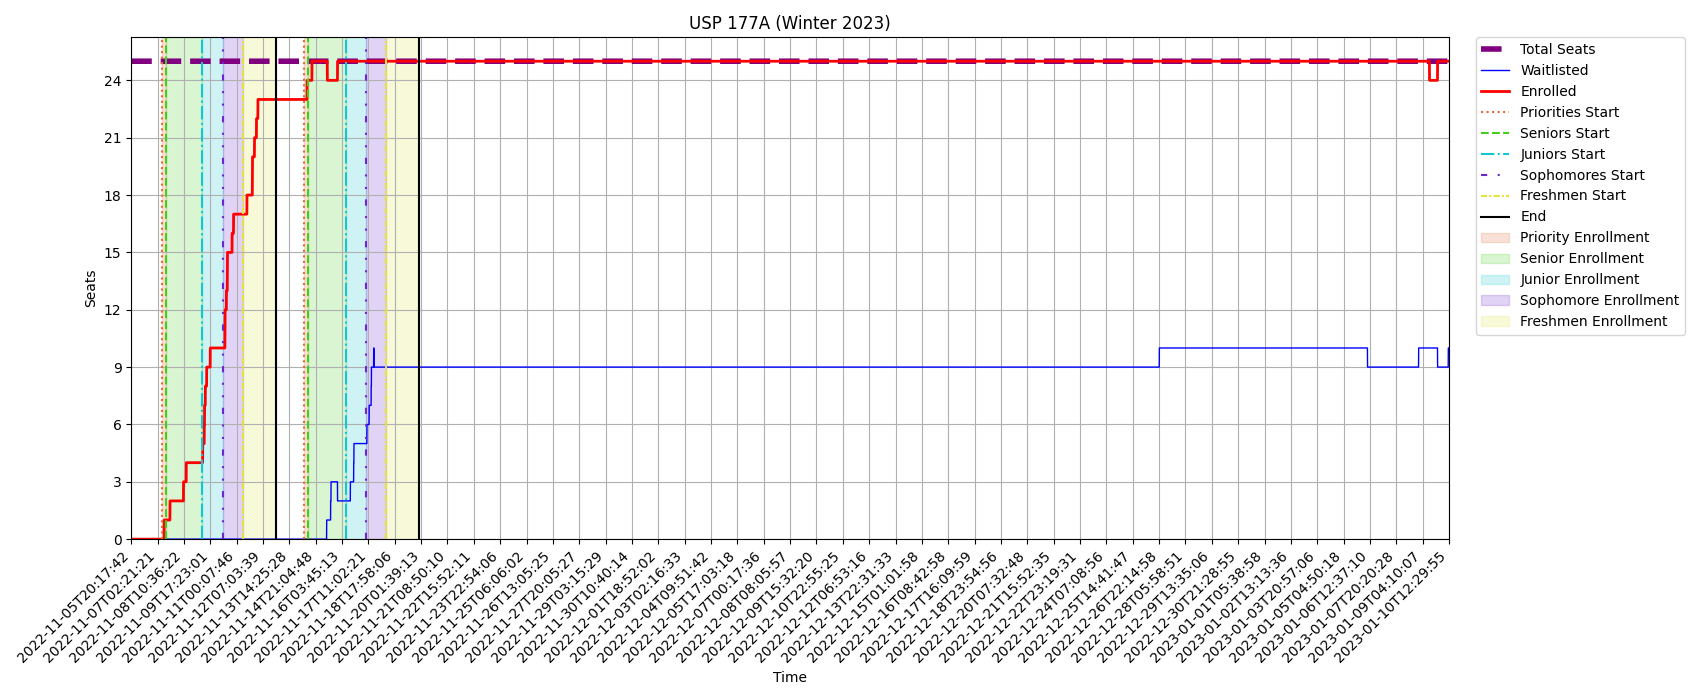 USP 177A (Winter 2023)
Seats
24
21
18
15
12
9
6
3
0
2022-11-05T20:17:42
2022-11-07T02:21:21
2022-11-08T10:36:22
2022-11-09T17:23:01
2022-11-11T00:07:46
2022-11-12T07:03:39
2022-11-13T14:25:28
2022-11-14T21:04:48
2022-11-16T03:45:13
2022-11-17T11:02:21
2022-11-18T17:58:06
2022-11-20T01:39:13
2022-11-21T08:50:10
2022-11-22T15:52:11
2022-11-23T22:54:06
2022-11-25T06:06:02
2022-11-26T13:05:25
2022-11-27T20:05:27
2022-11-29T03:15:29
2022-11-30T10:40:14
2022-12-01T18:52:02
2022-12-03T02:16:33
2022-12-04T09:51:42
2022-12-05T17:03:18
2022-12-07T00:17:36
2022-12-08T08:05:57
2022-12-09T15:32:20
2022-12-10T22:55:25
2022-12-12T06:53:16
2022-12-13T22:31:33
2022-12-15T01:01:58
2022-12-16T08:42:58
2022-12-17T16:09:59
2022-12-18T23:54:56
2022-12-20T07:32:48
2022-12-21T15:52:35
2022-12-22T23:19:31
2022-12-24T07:08:56
2022-12-25T14:41:47
2022-12-26T22:14:58
2022-12-28T05:58:51
2022-12-29T13:35:06
2022-12-30T21:28:55
2023-01-01T05:38:58
2023-01-02T13:13:36
2023-01-03T20:57:06
2023-01-05T04:50:18
2023-01-06T12:37:10
2023-01-07T20:20:28
2023-01-09T04:10:07
2023-01-10T12:29:55
Time
Total Seats
Waitlisted
Enrolled
Priorities Start
Seniors Start
Juniors Start
Sophomores Start
Freshmen Start
End
Priority Enrollment
Senior Enrollment
Junior Enrollment
Sophomore Enrollment
Freshmen Enrollment